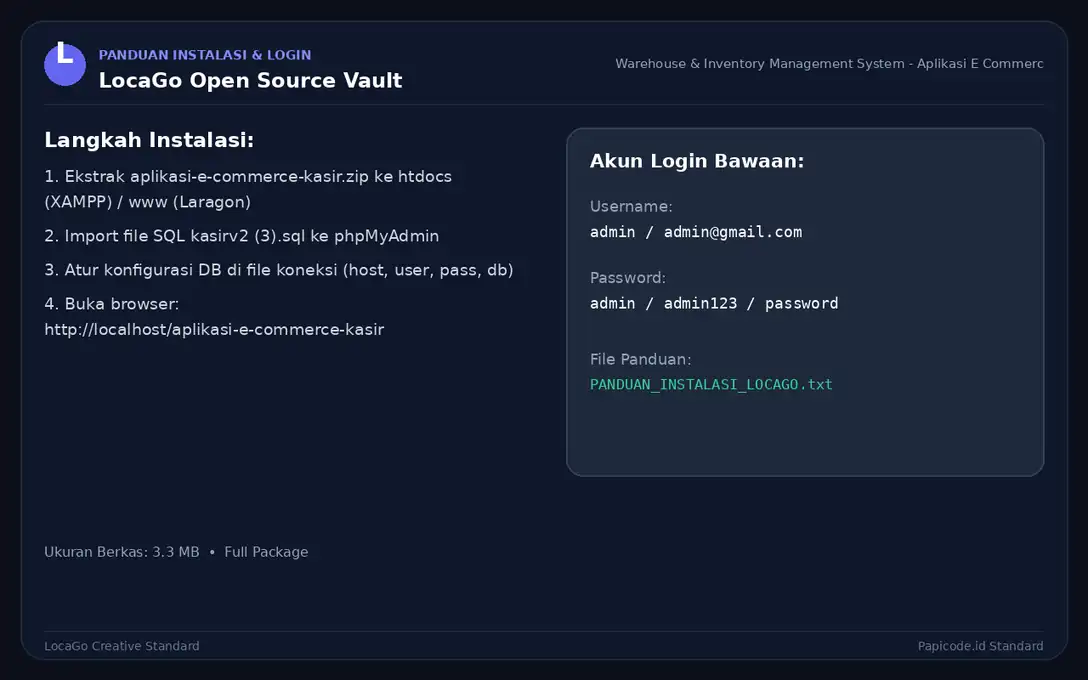 L
PANDUAN INSTALASI & LOGIN
LocaGo Open Source Vault
Warehouse & Inventory Management System - Aplikasi E Commerc
Langkah Instalasi:
1. Ekstrak aplikasi-e-commerce-kasir.zip ke htdocs
(XAMPP) / www (Laragon)
2. Import file SQL kasirv2 (3).sql ke phpMyAdmin
3. Atur konfigurasi DB di file koneksi (host, user, pass, db)
4. Buka browser:
http://localhost/aplikasi-e-commerce-kasir
Akun Login Bawaan:
Username:
admin / admin@gmail.com
Password:
admin / admin123 / password
File Panduan:
PANDUAN_INSTALASI_LOCAGO.txt
Ukuran Berkas: 3.3 MB • Full Package
LocaGo Creative Standard
Papicode.id Standard